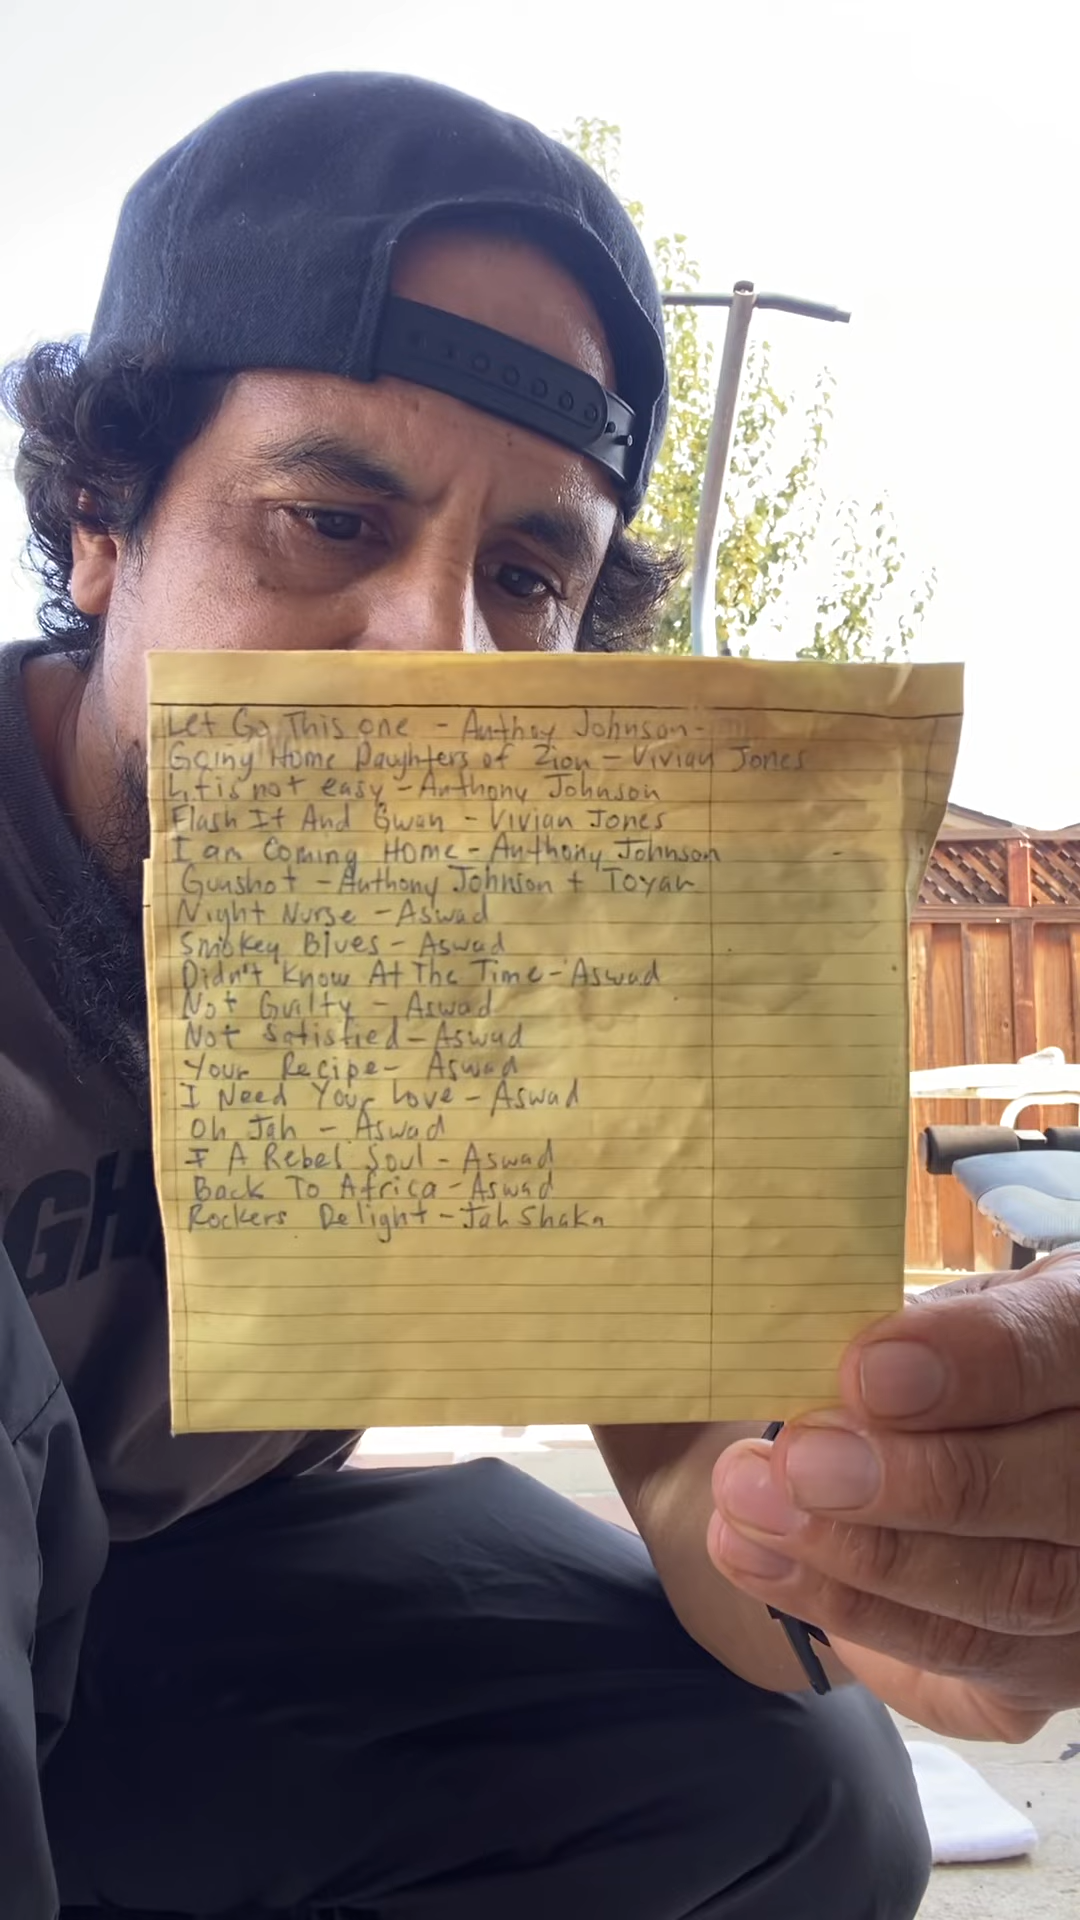 Let Go This one - Anthoy Johnson-
Going Home Daughters of Zion - Vivian Jones
Life is not easy - Anthony Johnson
Flash It And Gwan - Vivian Jones
I am Coming Home - Anthony Johnson -
Gunshot - Anthony Johnson + Toyan
Night Nurse - Aswad
Smokey Blues - Aswad
Didn't Know At The Time - Aswad
Not Guilty - Aswad
Not Satisfied - Aswad
Your Recipe - Aswad
I Need Your Love - Aswad
Oh Jah - Aswad
I A Rebel Soul - Aswad
Back To Africa - Aswad
Rockers Delight - Jah Shaka